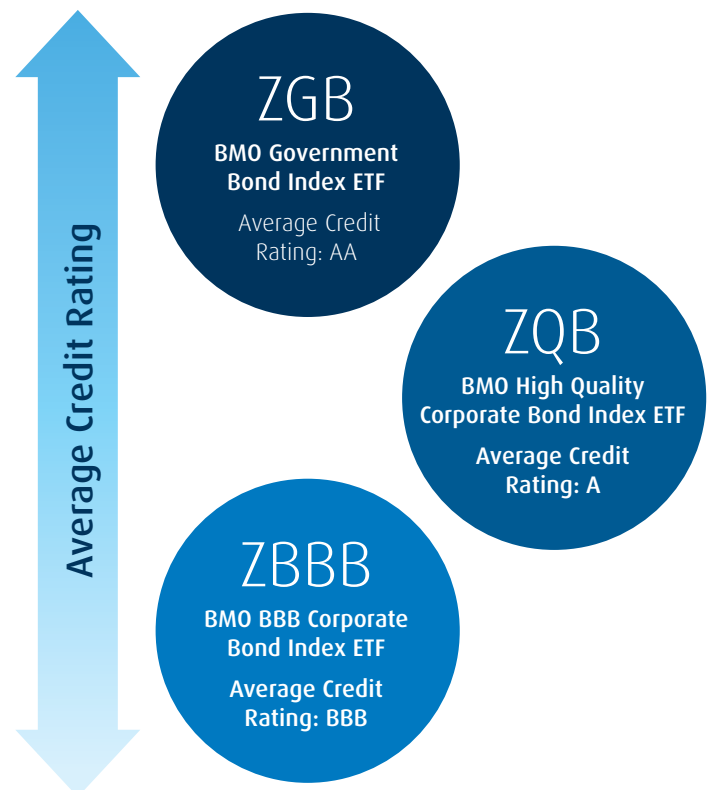 Average Credit Rating
ZGB
BMO Government
Bond Index ETF
Average Credit
Rating: AA
ZQB
BMO High Quality
Corporate Bond Index ETF
Average Credit
Rating: A
ZBBB
BMO BBB Corporate
Bond Index ETF
Average Credit
Rating: BBB